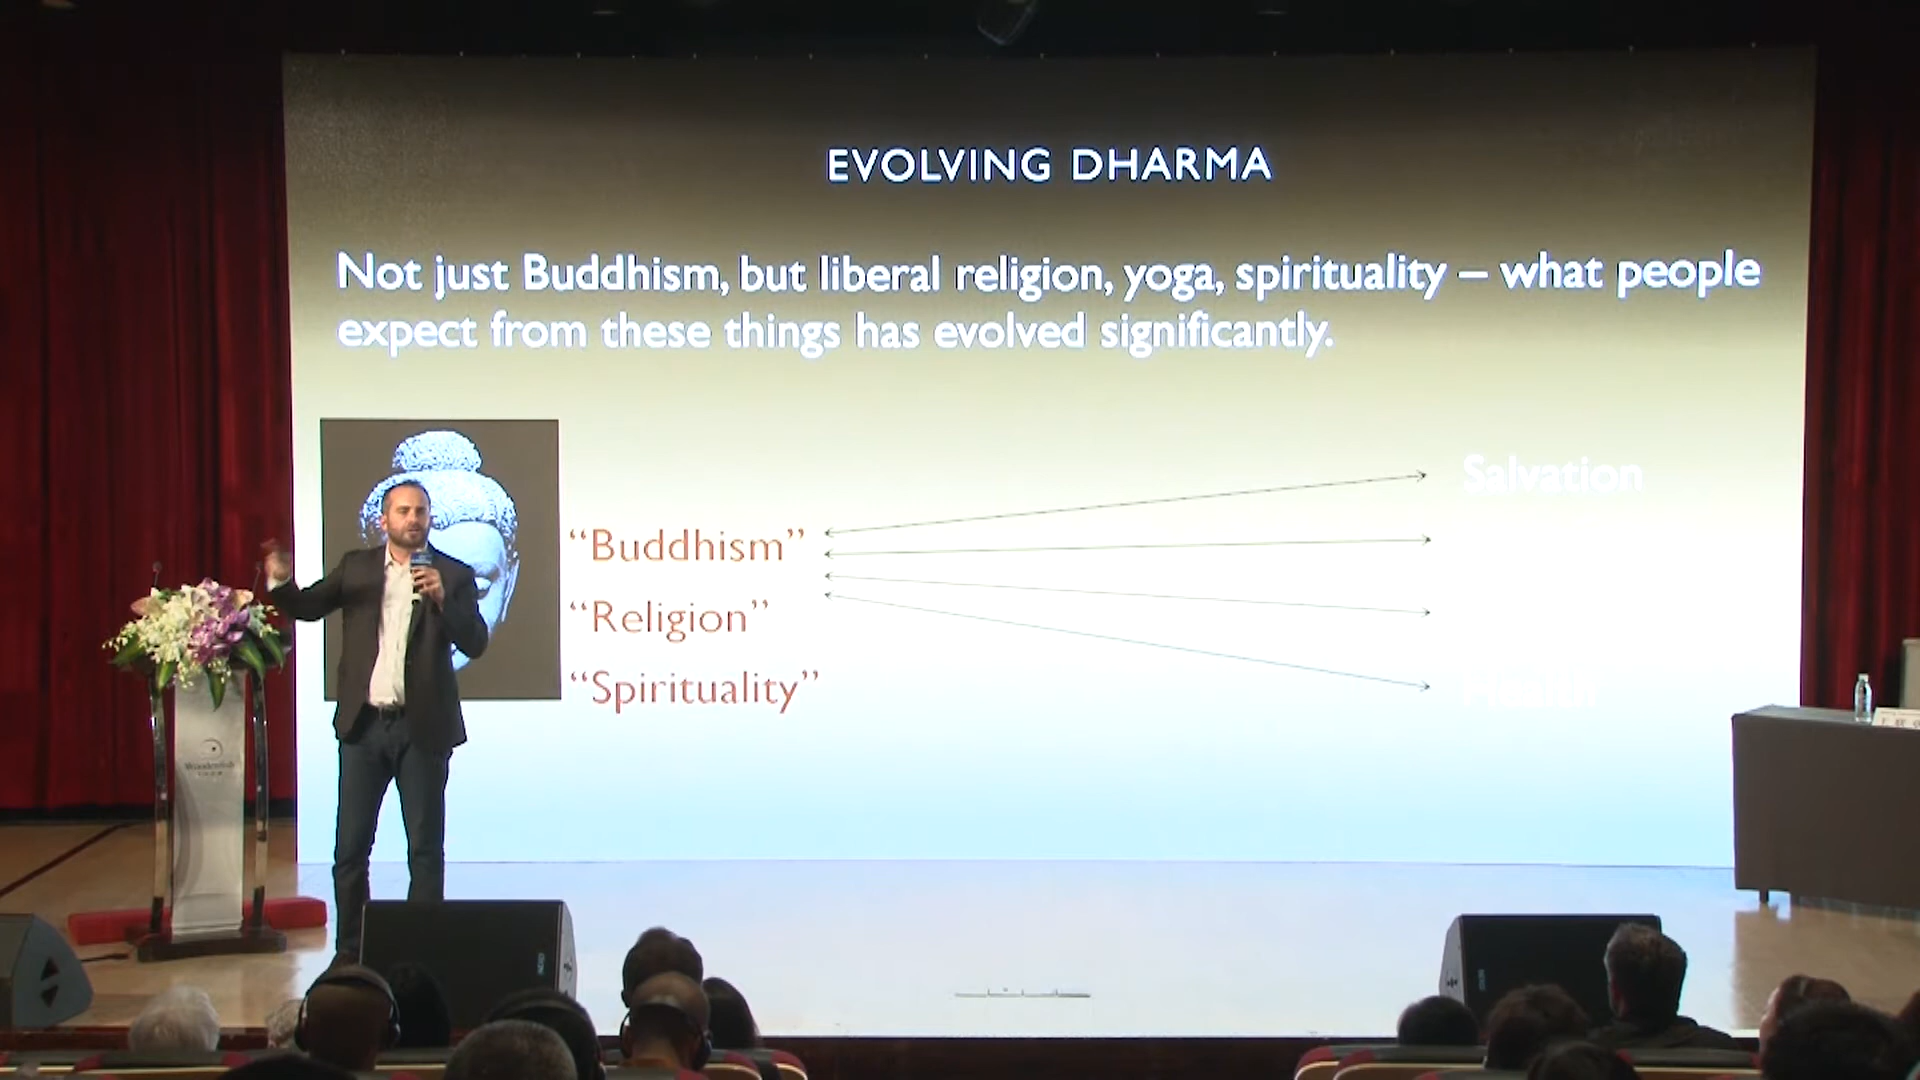 EVOLVING DHARMA
Not just Buddhism, but liberal religion, yoga, spirituality – what people
expect from these things has evolved significantly.
Salvation
“Buddhism”
“Religion”
“Spirituality”
Health